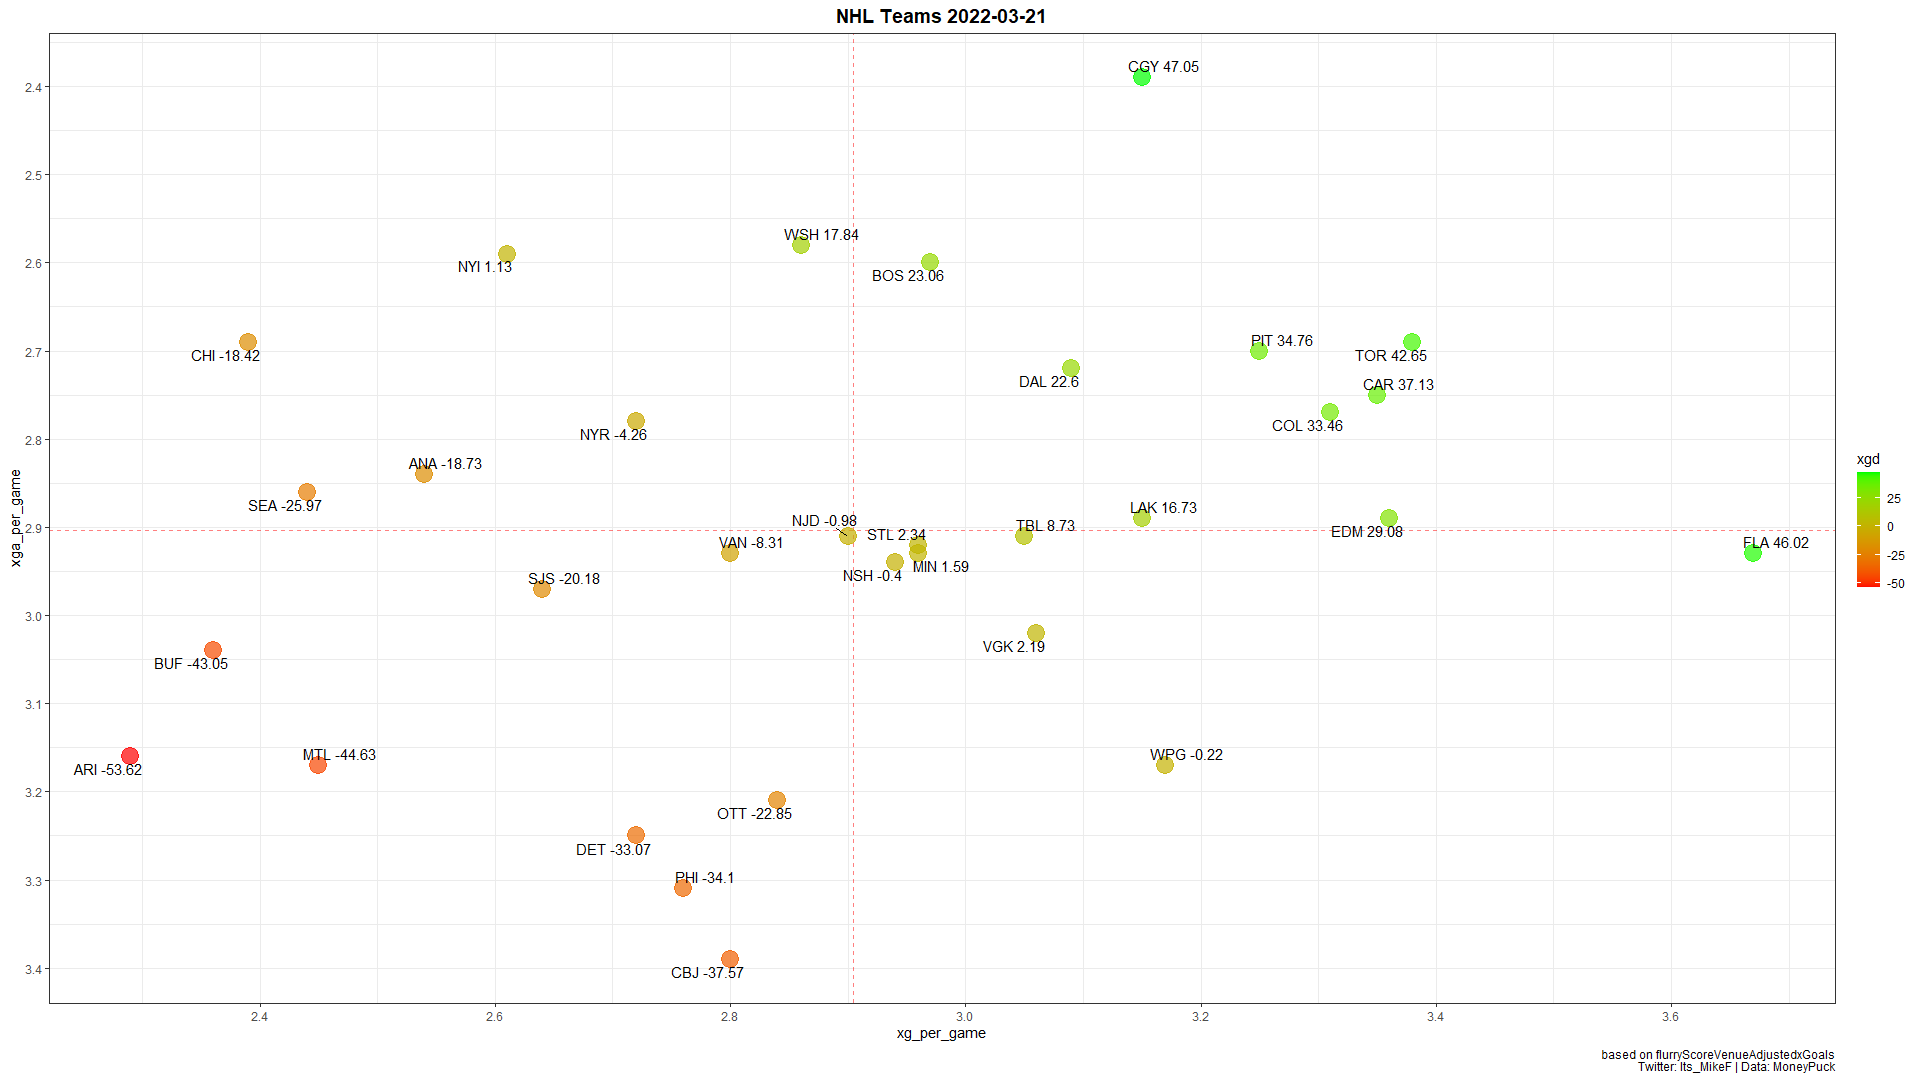 NHL Teams 2022-03-21
CGY 47.05
WSH 17.84
NYI 1.13
BOS 23.06
CHI -18.42
PIT 34.76
TOR 42.65
DAL 22.6
CAR 37.13
COL 33.46
NYR -4.26
ANA -18.73
SEA -25.97
LAK 16.73
NJD -0.98
STL 2.34
TBL 8.73
EDM 29.08
VAN -8.31
FLA 46.02
NSH -0.4
MIN 1.59
SJS -20.18
VGK 2.19
BUF -43.05
MTL -44.63
WPG -0.22
ARI -53.62
OTT -22.85
DET -33.07
PHI -34.1
CBJ -37.57
2.4
2.5
2.6
2.7
2.8
2.9
3.0
3.1
3.2
3.3
3.4
xga_per_game
2.4
2.6
2.8
3.0
3.2
3.4
3.6
xg_per_game
xgd
25
0
-25
-50
based on flurryScoreVenueAdjustedxGoals
Twitter: Its_MikeF | Data: MoneyPuck